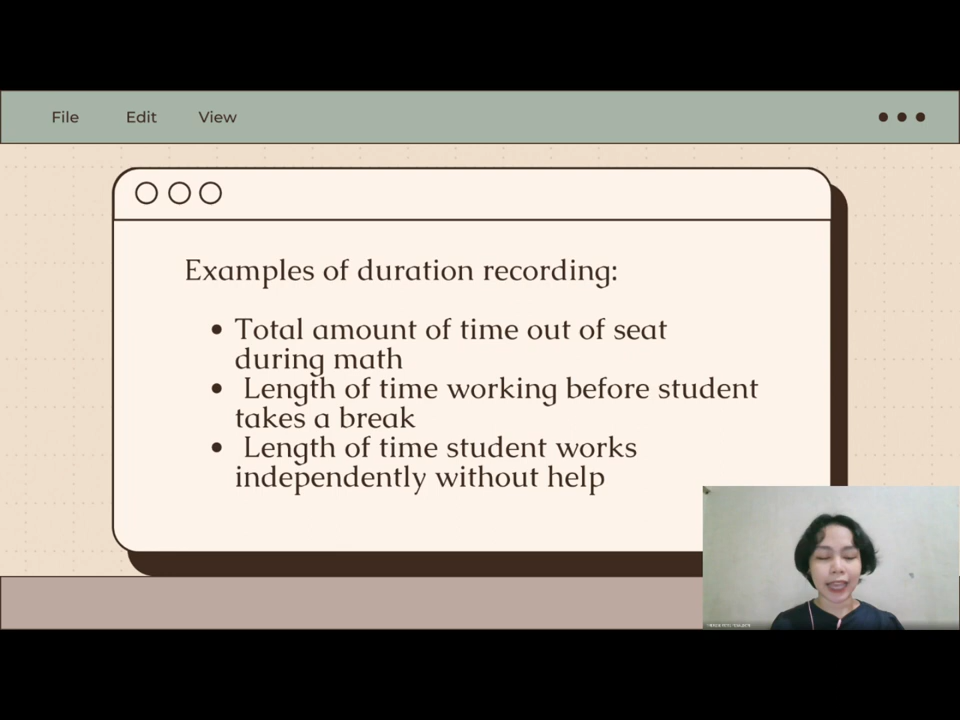 File Edit View
Examples of duration recording:
• Total amount of time out of seat
during math
• Length of time working before student
takes a break
• Length of time student works
independently without help